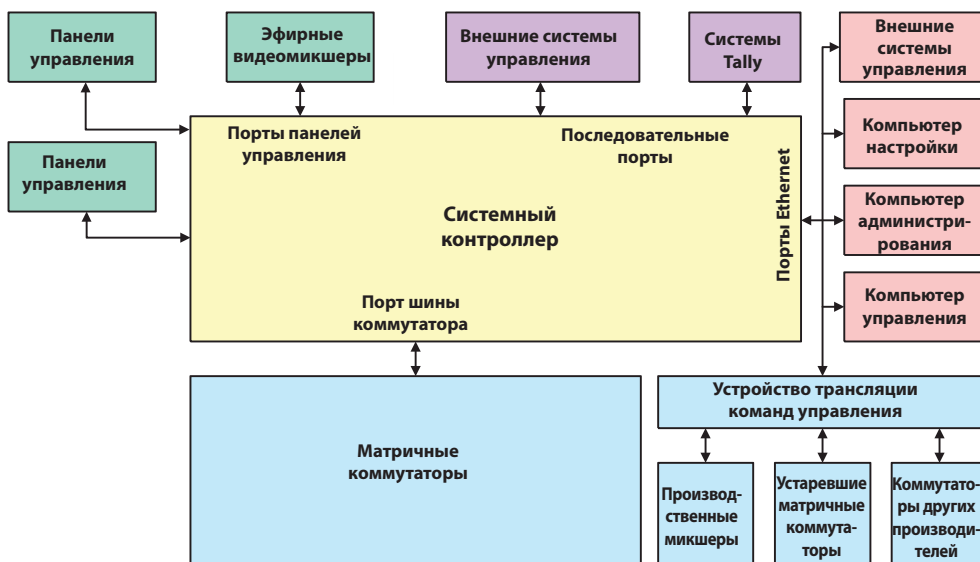 Панели
управления
Эфирные
видеомикшеры
Внешние системы
управления
Системы
Tally
Внешние
системы
управления
Панели
управления
Порты панелей
управления
Последовательные
порты
Порты Ethernet
Системный
контроллер
Порт шины
коммутатора
Компьютер
настройки
Компьютер
администри-
рования
Компьютер
управления
Матричные
коммутаторы
Устройство трансляции
команд управления
Производ-
ственные
микшеры
Устаревшие
матричные
коммута-
торы
Коммутато-
ры других
производи-
телей